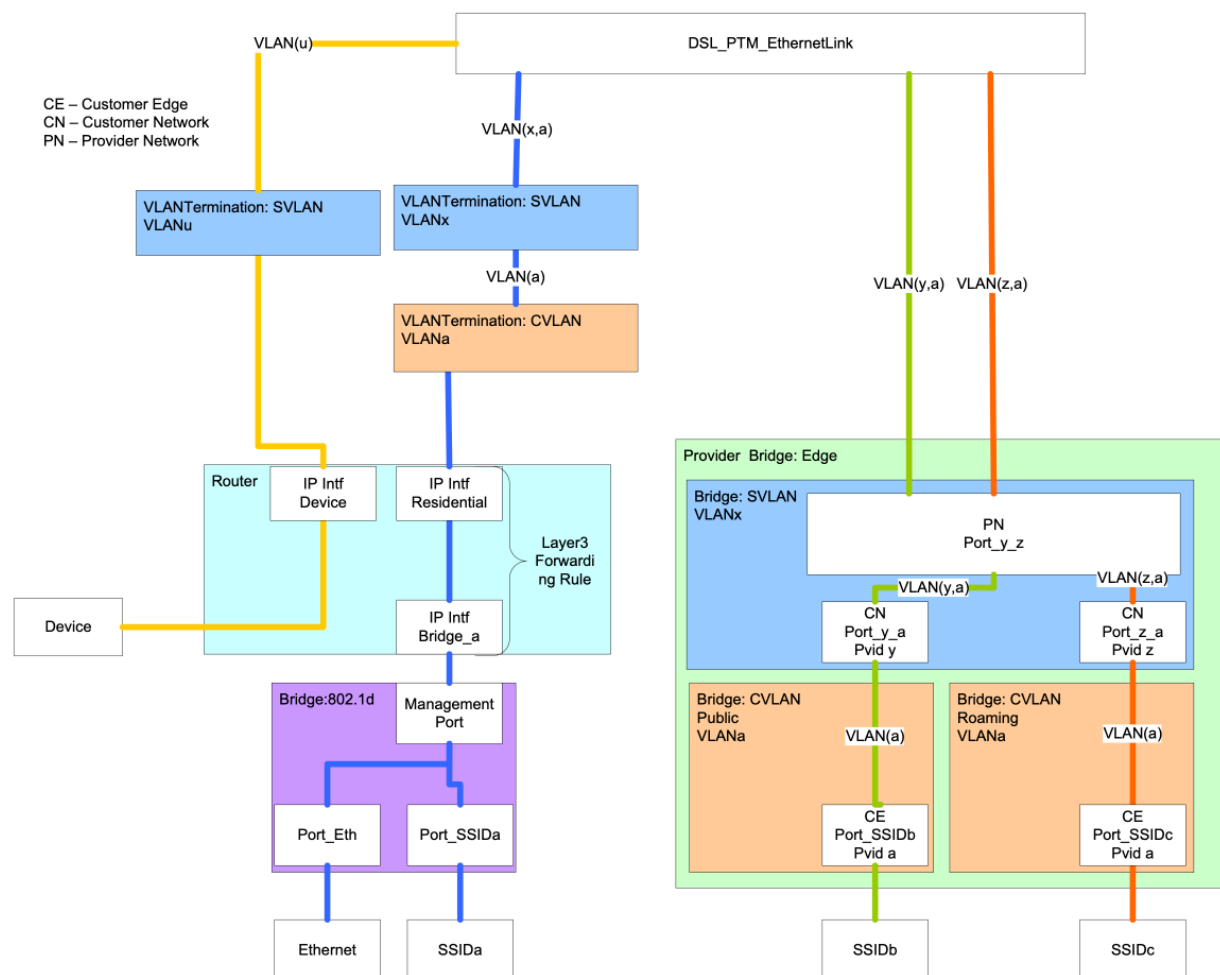 DSL_PTM_EthernetLink
VLAN(u)
CE – Customer Edge
CN – Customer Network
PN – Provider Network
VLAN(x,a)
VLANTermination: SVLAN
VLANu
VLANTermination: SVLAN
VLANx
VLAN(a)
VLAN(y,a)
VLAN(z,a)
VLANTermination: CVLAN
VLANa
Router
IP Intf
Device
IP Intf
Residential
Layer3
Forwardi
ng Rule
IP Intf
Bridge_a
Device
Bridge:802.1d
Management
Port
Port_Eth
Port_SSIDa
Ethernet
SSIDa
Provider Bridge: Edge
Bridge: SVLAN
VLANx
PN
Port_y_z
VLAN(y,a)
VLAN(z,a)
CN
Port_y_a
Pvid y
CN
Port_z_a
Pvid z
Bridge: CVLAN
Public
VLANa
VLAN(a)
CE
Port_SSIDb
Pvid a
Bridge: CVLAN
Roaming
VLANa
VLAN(a)
CE
Port_SSIDc
Pvid a
SSIDb
SSIDc